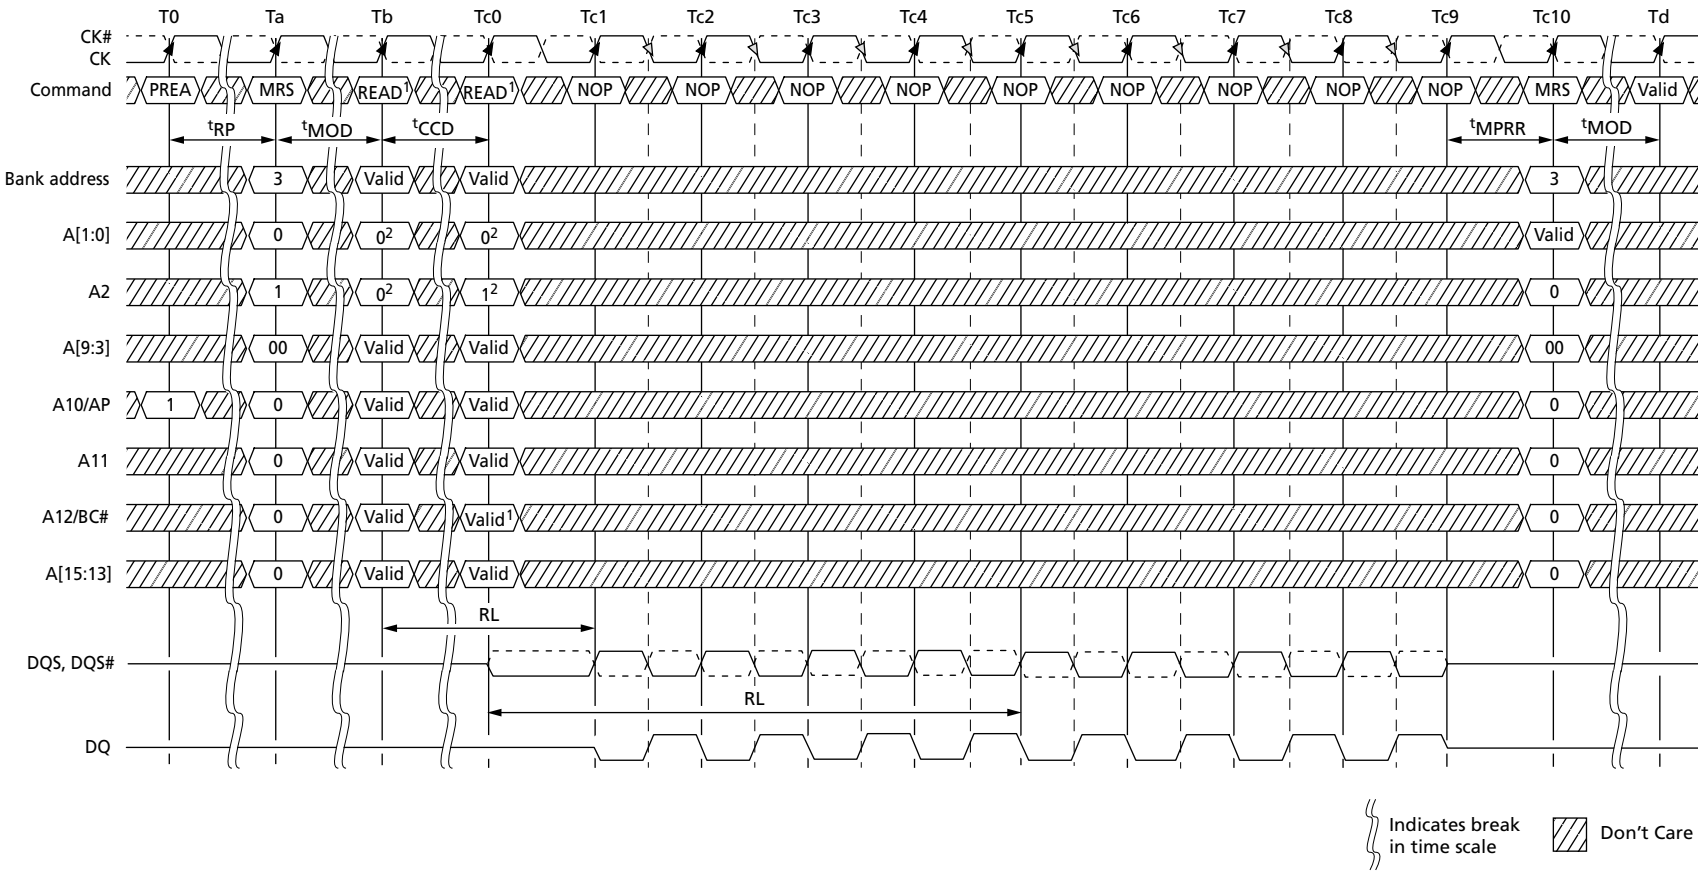 T0 Ta Tb Tc0 Tc1 Tc2 Tc3 Tc4 Tc5 Tc6 Tc7 Tc8 Tc9 Tc10 Td
CK#
CK
Command PREA MRS READ¹ READ¹ NOP NOP NOP NOP NOP NOP NOP NOP NOP MRS Valid
tRP tMOD tCCD tMPRR tMOD
Bank address 3 Valid Valid 3
A[1:0] 0 0² 0² Valid
A2 1 0² 1² 0
A[9:3] 00 Valid Valid 00
A10/AP 1 0 Valid Valid 0
A11 0 Valid Valid 0
A12/BC# 0 Valid Valid¹ 0
A[15:13] 0 Valid Valid 0
RL
DQS, DQS#
RL
DQ
Indicates break
in time scale
Don't Care